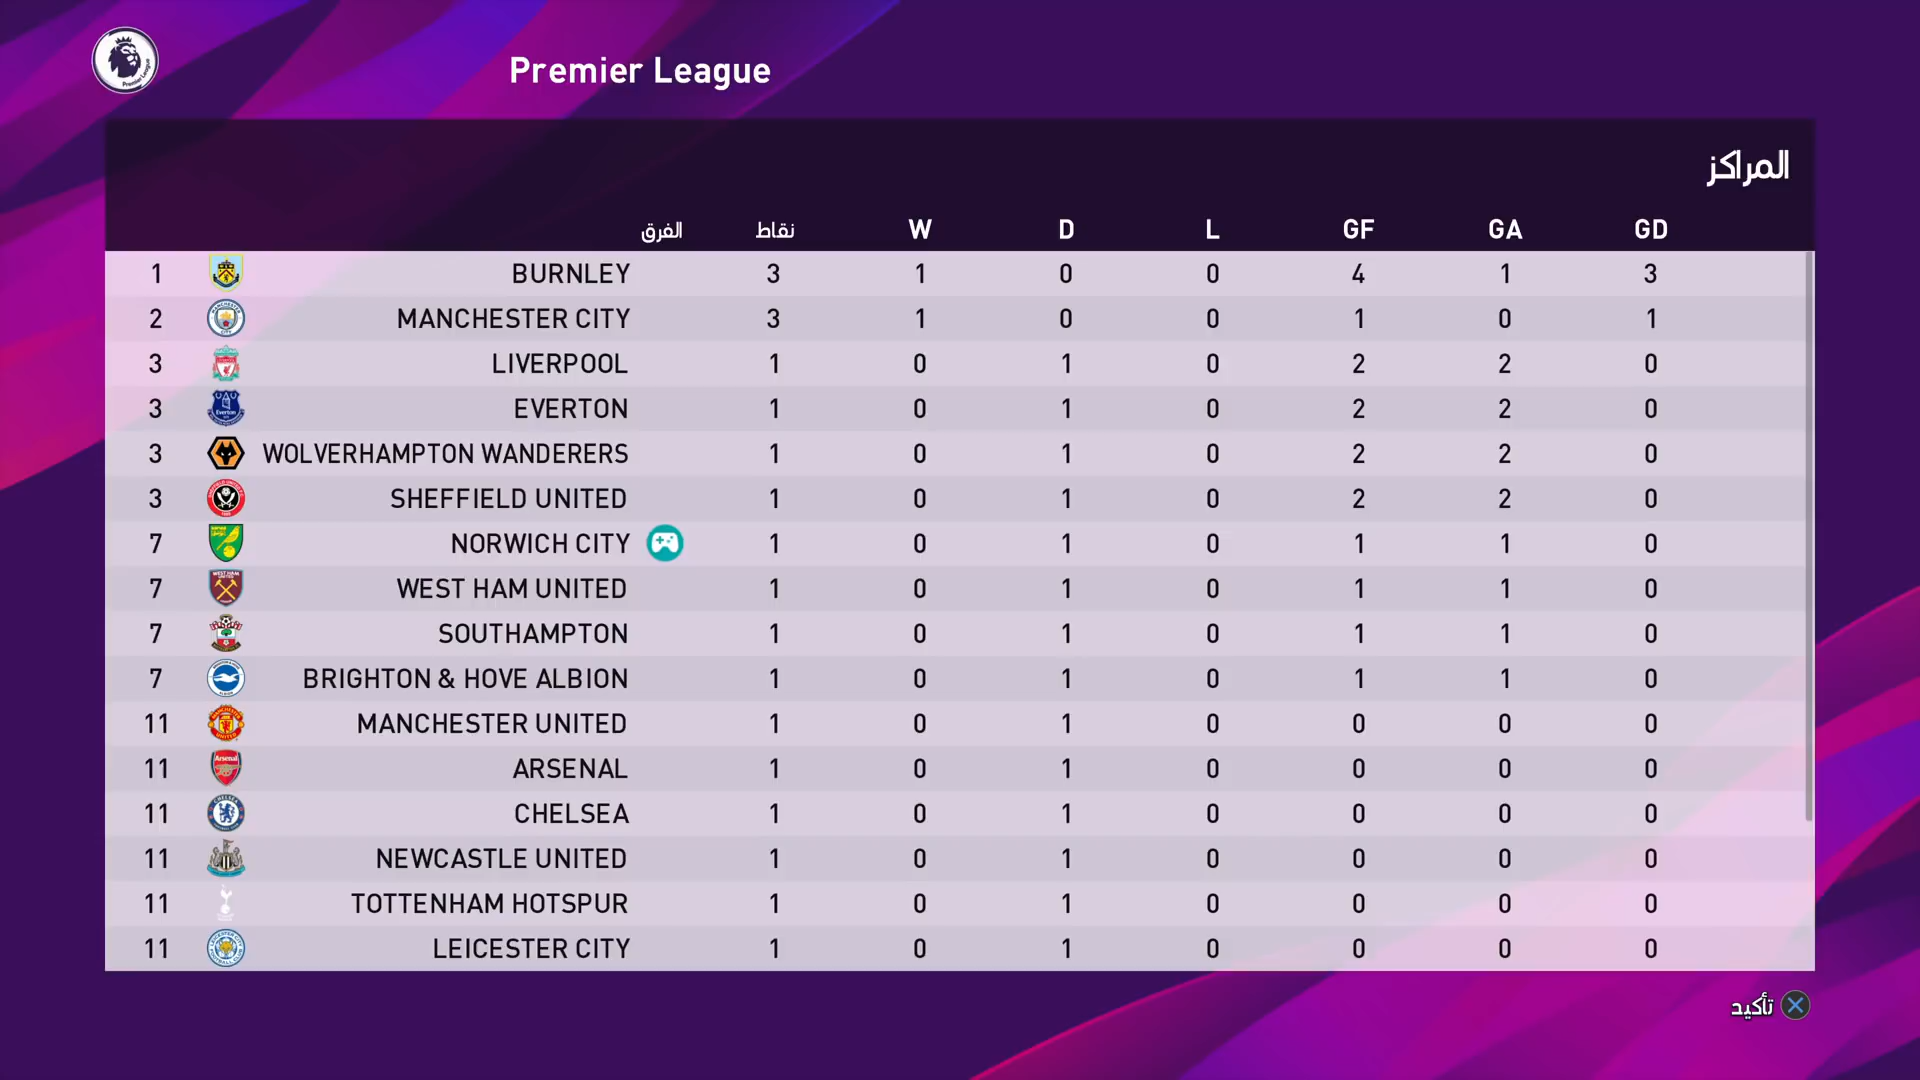 Premier League
المراكز
الفرق نقاط W D L GF GA GD
1 BURNLEY 3 1 0 0 4 1 3
2 MANCHESTER CITY 3 1 0 0 1 0 1
3 LIVERPOOL 1 0 1 0 2 2 0
3 EVERTON 1 0 1 0 2 2 0
3 WOLVERHAMPTON WANDERERS 1 0 1 0 2 2 0
3 SHEFFIELD UNITED 1 0 1 0 2 2 0
7 NORWICH CITY 1 0 1 0 1 1 0
7 WEST HAM UNITED 1 0 1 0 1 1 0
7 SOUTHAMPTON 1 0 1 0 1 1 0
7 BRIGHTON & HOVE ALBION 1 0 1 0 1 1 0
11 MANCHESTER UNITED 1 0 1 0 0 0 0
11 ARSENAL 1 0 1 0 0 0 0
11 CHELSEA 1 0 1 0 0 0 0
11 NEWCASTLE UNITED 1 0 1 0 0 0 0
11 TOTTENHAM HOTSPUR 1 0 1 0 0 0 0
11 LEICESTER CITY 1 0 1 0 0 0 0
تأكيد